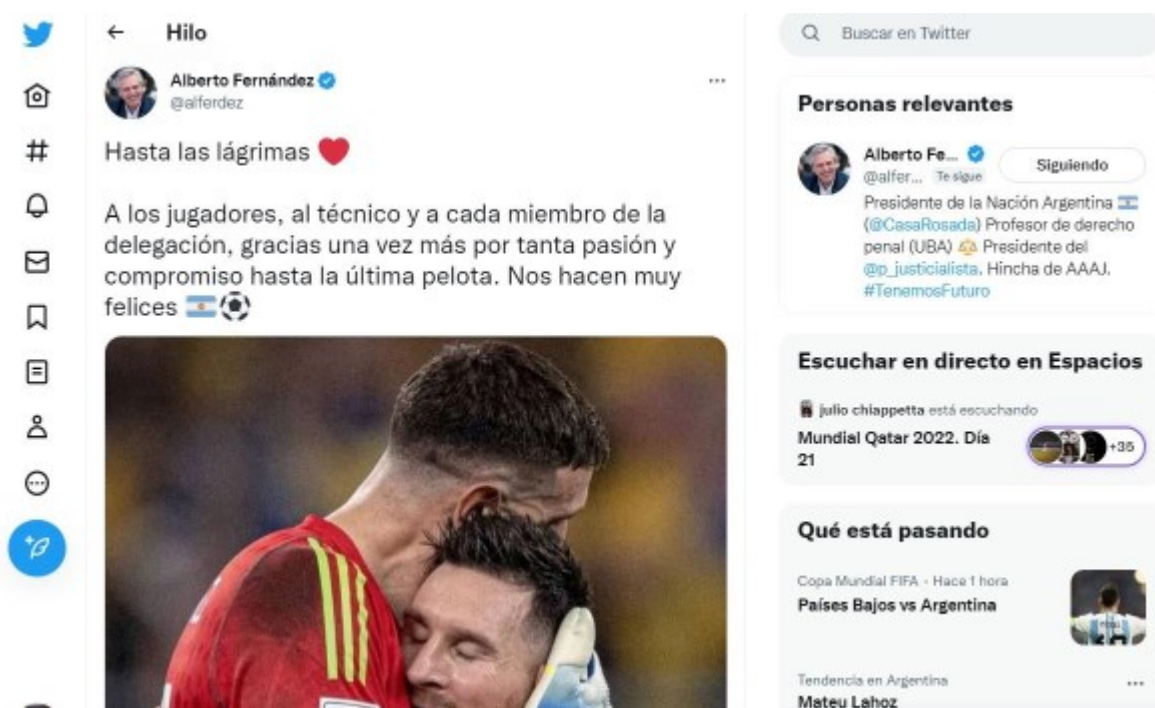 Hilo
Alberto Fernández
@alferdez
Hasta las lágrimas
A los jugadores, al técnico y a cada miembro de la
delegación, gracias una vez más por tanta pasión y
compromiso hasta la última pelota. Nos hacen muy
felices
Buscar en Twitter
Personas relevantes
Alberto Fe...
Siguiendo
@alfer... Te sigue
Presidente de la Nación Argentina
(@CasaRosada) Profesor de derecho
penal (UBA) Presidente del
@p_justicialista. Hincha de AAAJ.
#TenemosFuturo
Escuchar en directo en Espacios
julio chiappetta está escuchando
Mundial Qatar 2022. Día
21
+35
Qué está pasando
Copa Mundial FIFA · Hace 1 hora
Países Bajos vs Argentina
Tendencia en Argentina
Mateu Lahoz